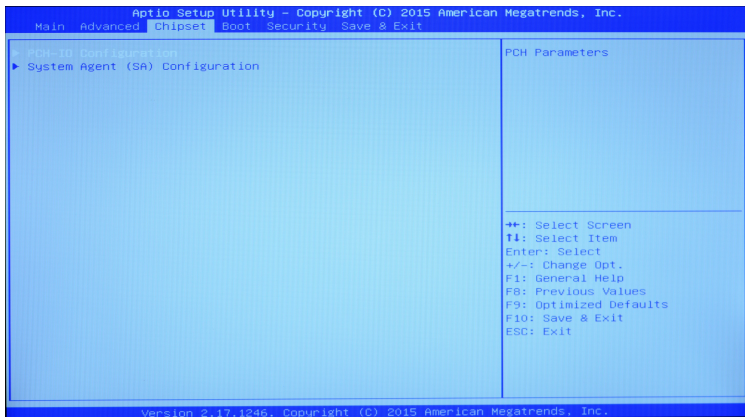 Aptio Setup Utility – Copyright (C) 2015 American Megatrends, Inc.
Main Advanced Chipset Boot Security Save & Exit
▶ PCH-IO Configuration
▶ System Agent (SA) Configuration
PCH Parameters
→←: Select Screen
↑↓: Select Item
Enter: Select
+/-: Change Opt.
F1: General Help
F8: Previous Values
F9: Optimized Defaults
F10: Save & Exit
ESC: Exit
Version 2.17.1246. Copyright (C) 2015 American Megatrends, Inc.